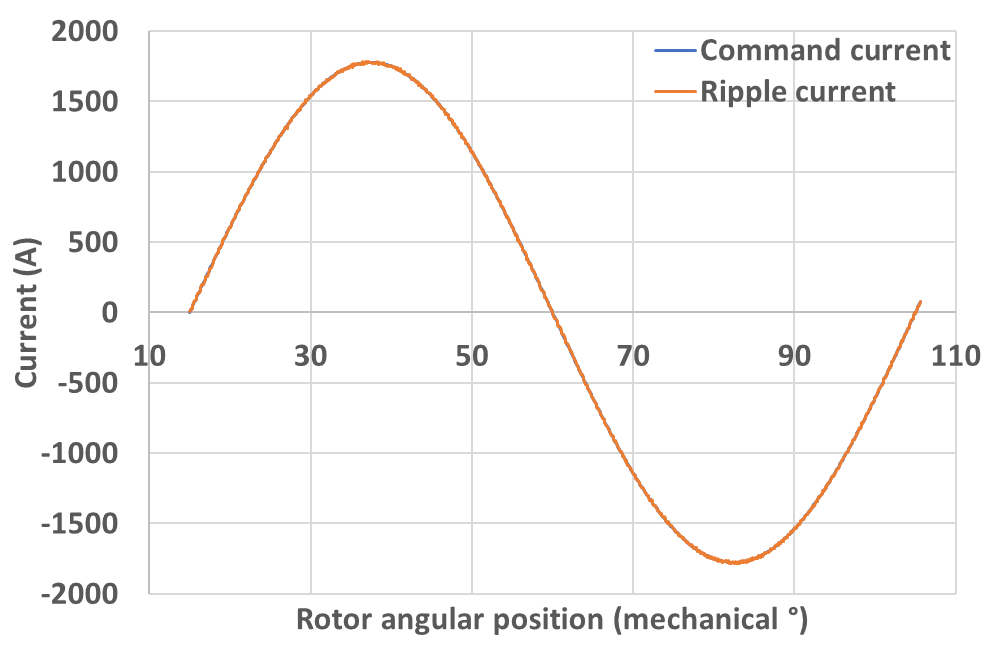 2000
Command current
Ripple current
1500
1000
500
0
-500
-1000
-1500
-2000
Current (A)
10 30 50 70 90 110
Rotor angular position (mechanical °)